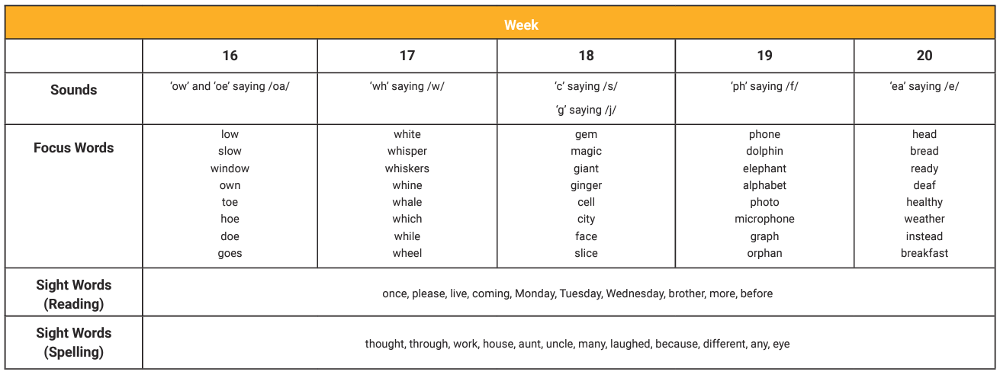 Week
16 17 18 19 20
Sounds ‘ow’ and ‘oe’ saying /oa/ ‘wh’ saying /w/ ‘c’ saying /s/ ‘ph’ saying /f/ ‘ea’ saying /e/
‘g’ saying /j/
Focus Words
low white gem phone head
slow whisper magic dolphin bread
window whiskers giant elephant ready
own whine ginger alphabet deaf
toe whale cell photo healthy
hoe which city microphone weather
doe while face graph instead
goes wheel slice orphan breakfast
Sight Words
(Reading)
once, please, live, coming, Monday, Tuesday, Wednesday, brother, more, before
Sight Words
(Spelling)
thought, through, work, house, aunt, uncle, many, laughed, because, different, any, eye